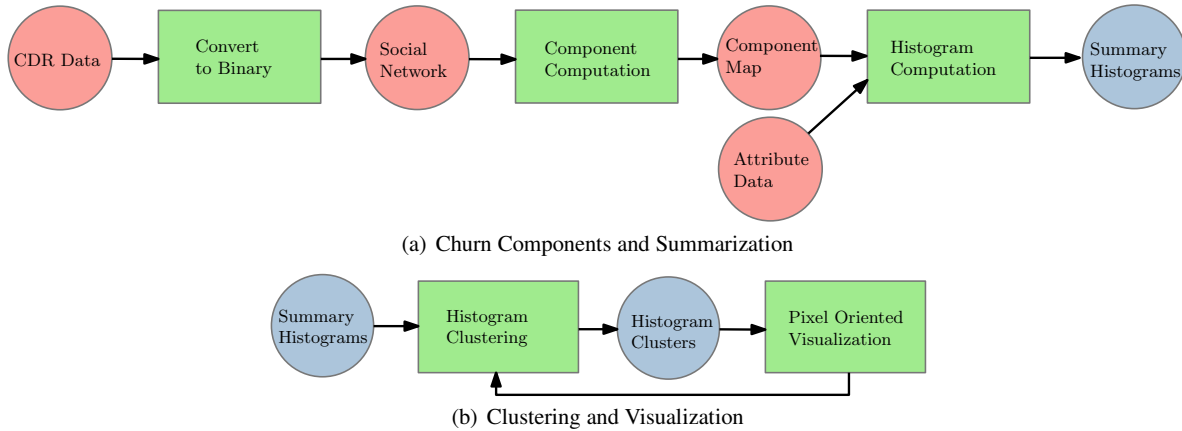 CDR Data
Convert
to Binary
Social
Network
Component
Computation
Component
Map
Histogram
Computation
Summary
Histograms
Attribute
Data
(a) Churn Components and Summarization
Summary
Histograms
Histogram
Clustering
Histogram
Clusters
Pixel Oriented
Visualization
(b) Clustering and Visualization